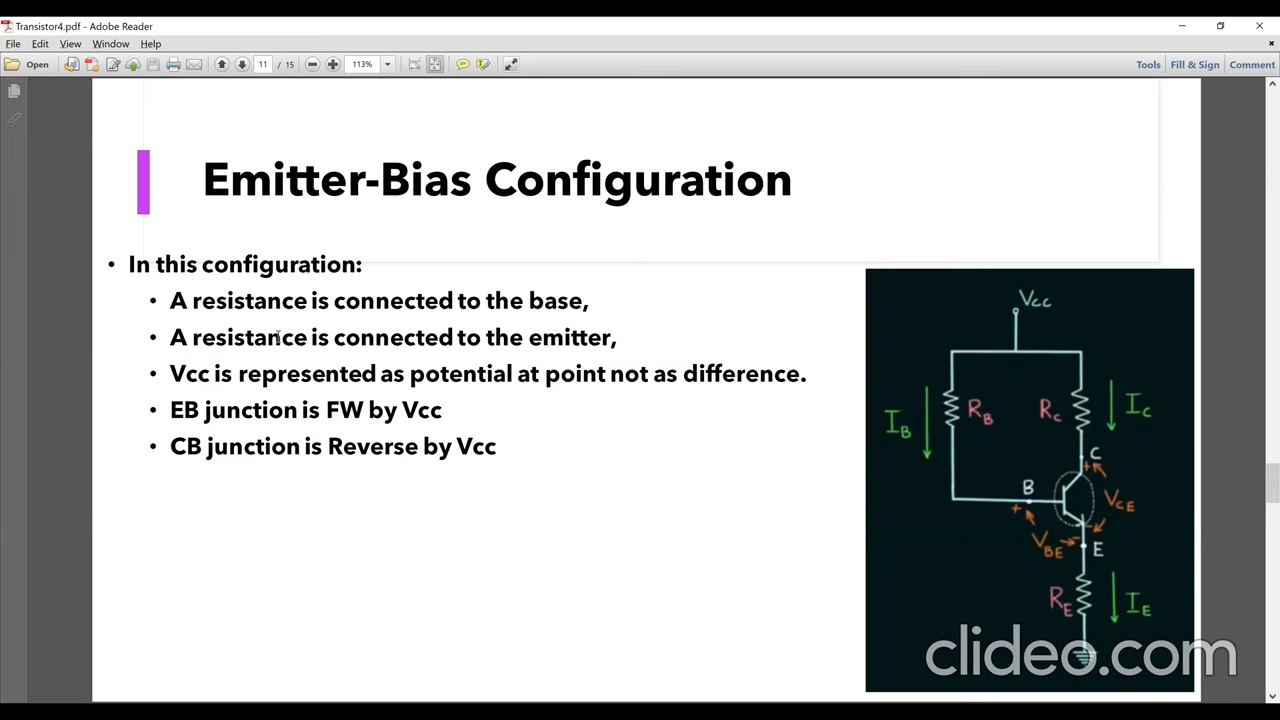 Transistor4.pdf - Adobe Reader
File Edit View Window Help
Open 11 / 15 113% Tools Fill & Sign Comment
Emitter-Bias Configuration
• In this configuration:
• A resistance is connected to the base,
• A resistance is connected to the emitter,
• Vcc is represented as potential at point not as difference.
• EB junction is FW by Vcc
• CB junction is Reverse by Vcc
Vcc
IB RB RC IC
C
+
B
VCE
+
-
VBE - E
RE IE
clideo.com